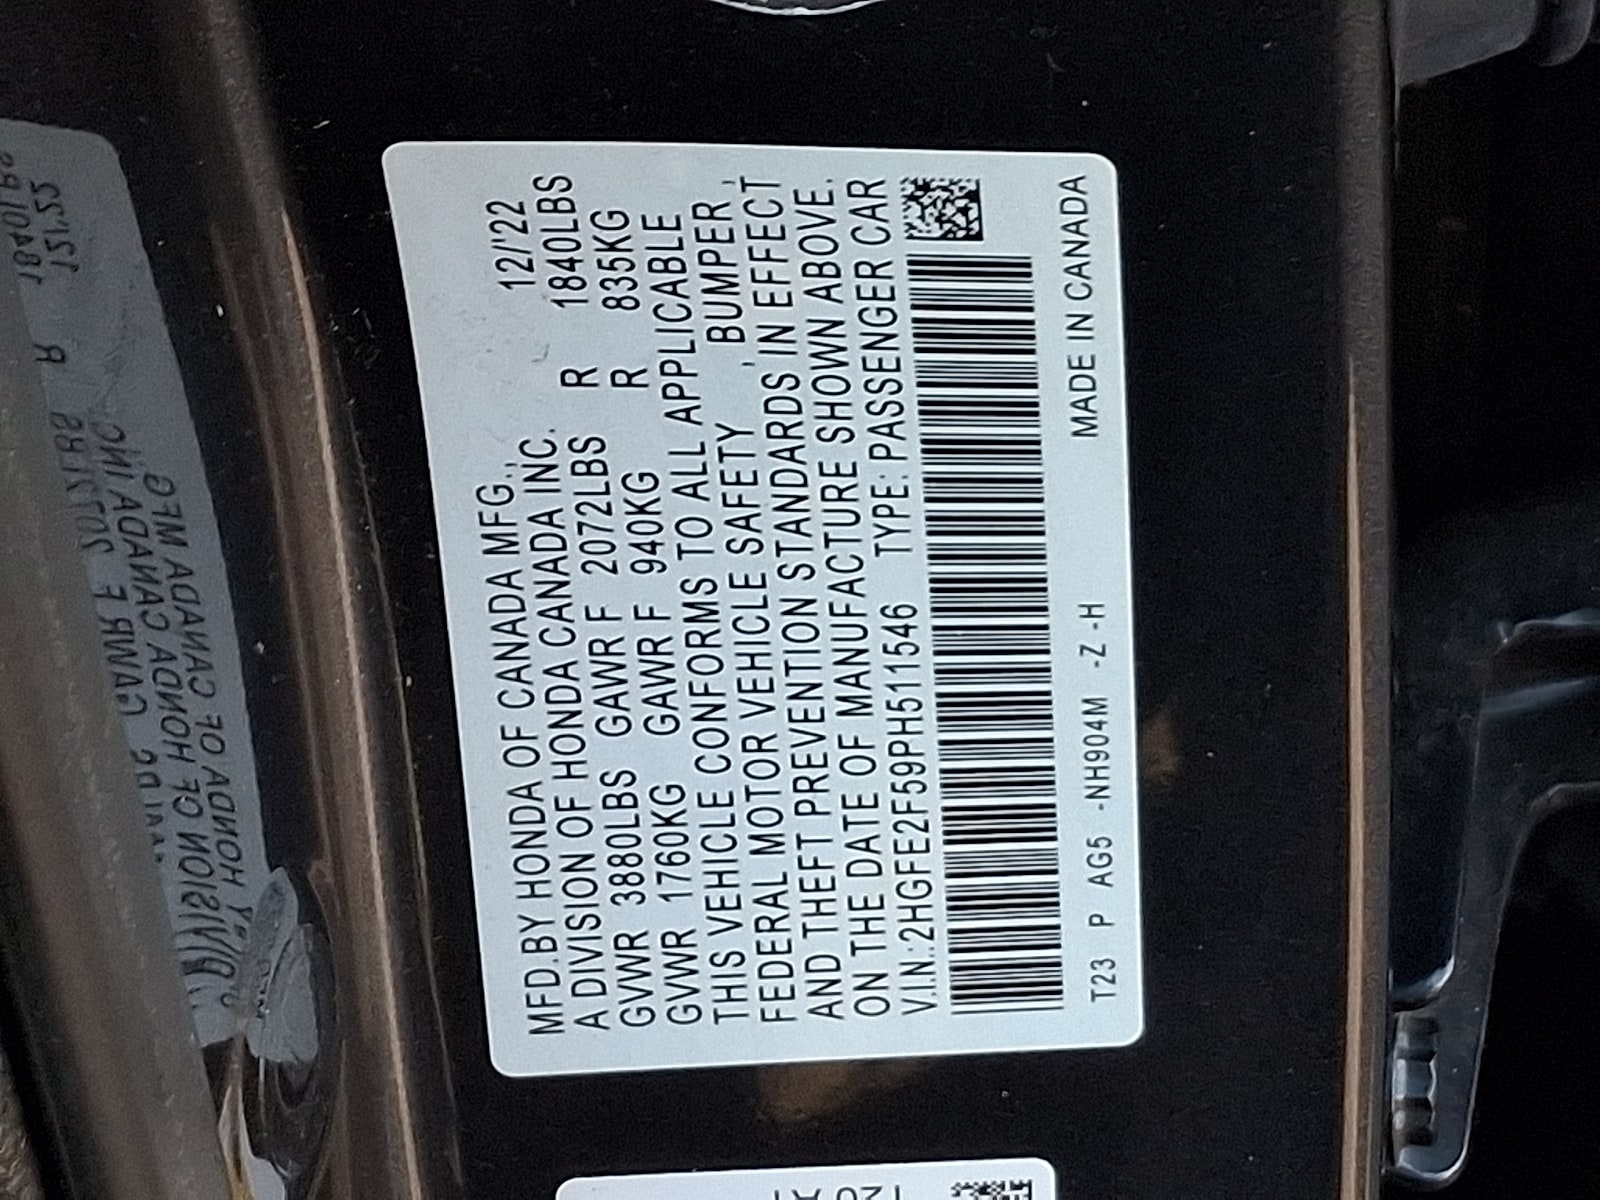 MFD.BY HONDA OF CANADA MFG.,
A DIVISION OF HONDA CANADA INC. 12/'22
GVWR 3880LBS GAWR F 2072LBS R 1840LBS
GVWR 1760KG GAWR F 940KG R 835KG
THIS VEHICLE CONFORMS TO ALL APPLICABLE
FEDERAL MOTOR VEHICLE SAFETY , BUMPER ,
AND THEFT PREVENTION STANDARDS IN EFFECT
ON THE DATE OF MANUFACTURE SHOWN ABOVE.
V.I.N.:2HGFE2F59PH511546 TYPE: PASSENGER CAR
T23 P AG5 -NH904M -Z -H MADE IN CANADA